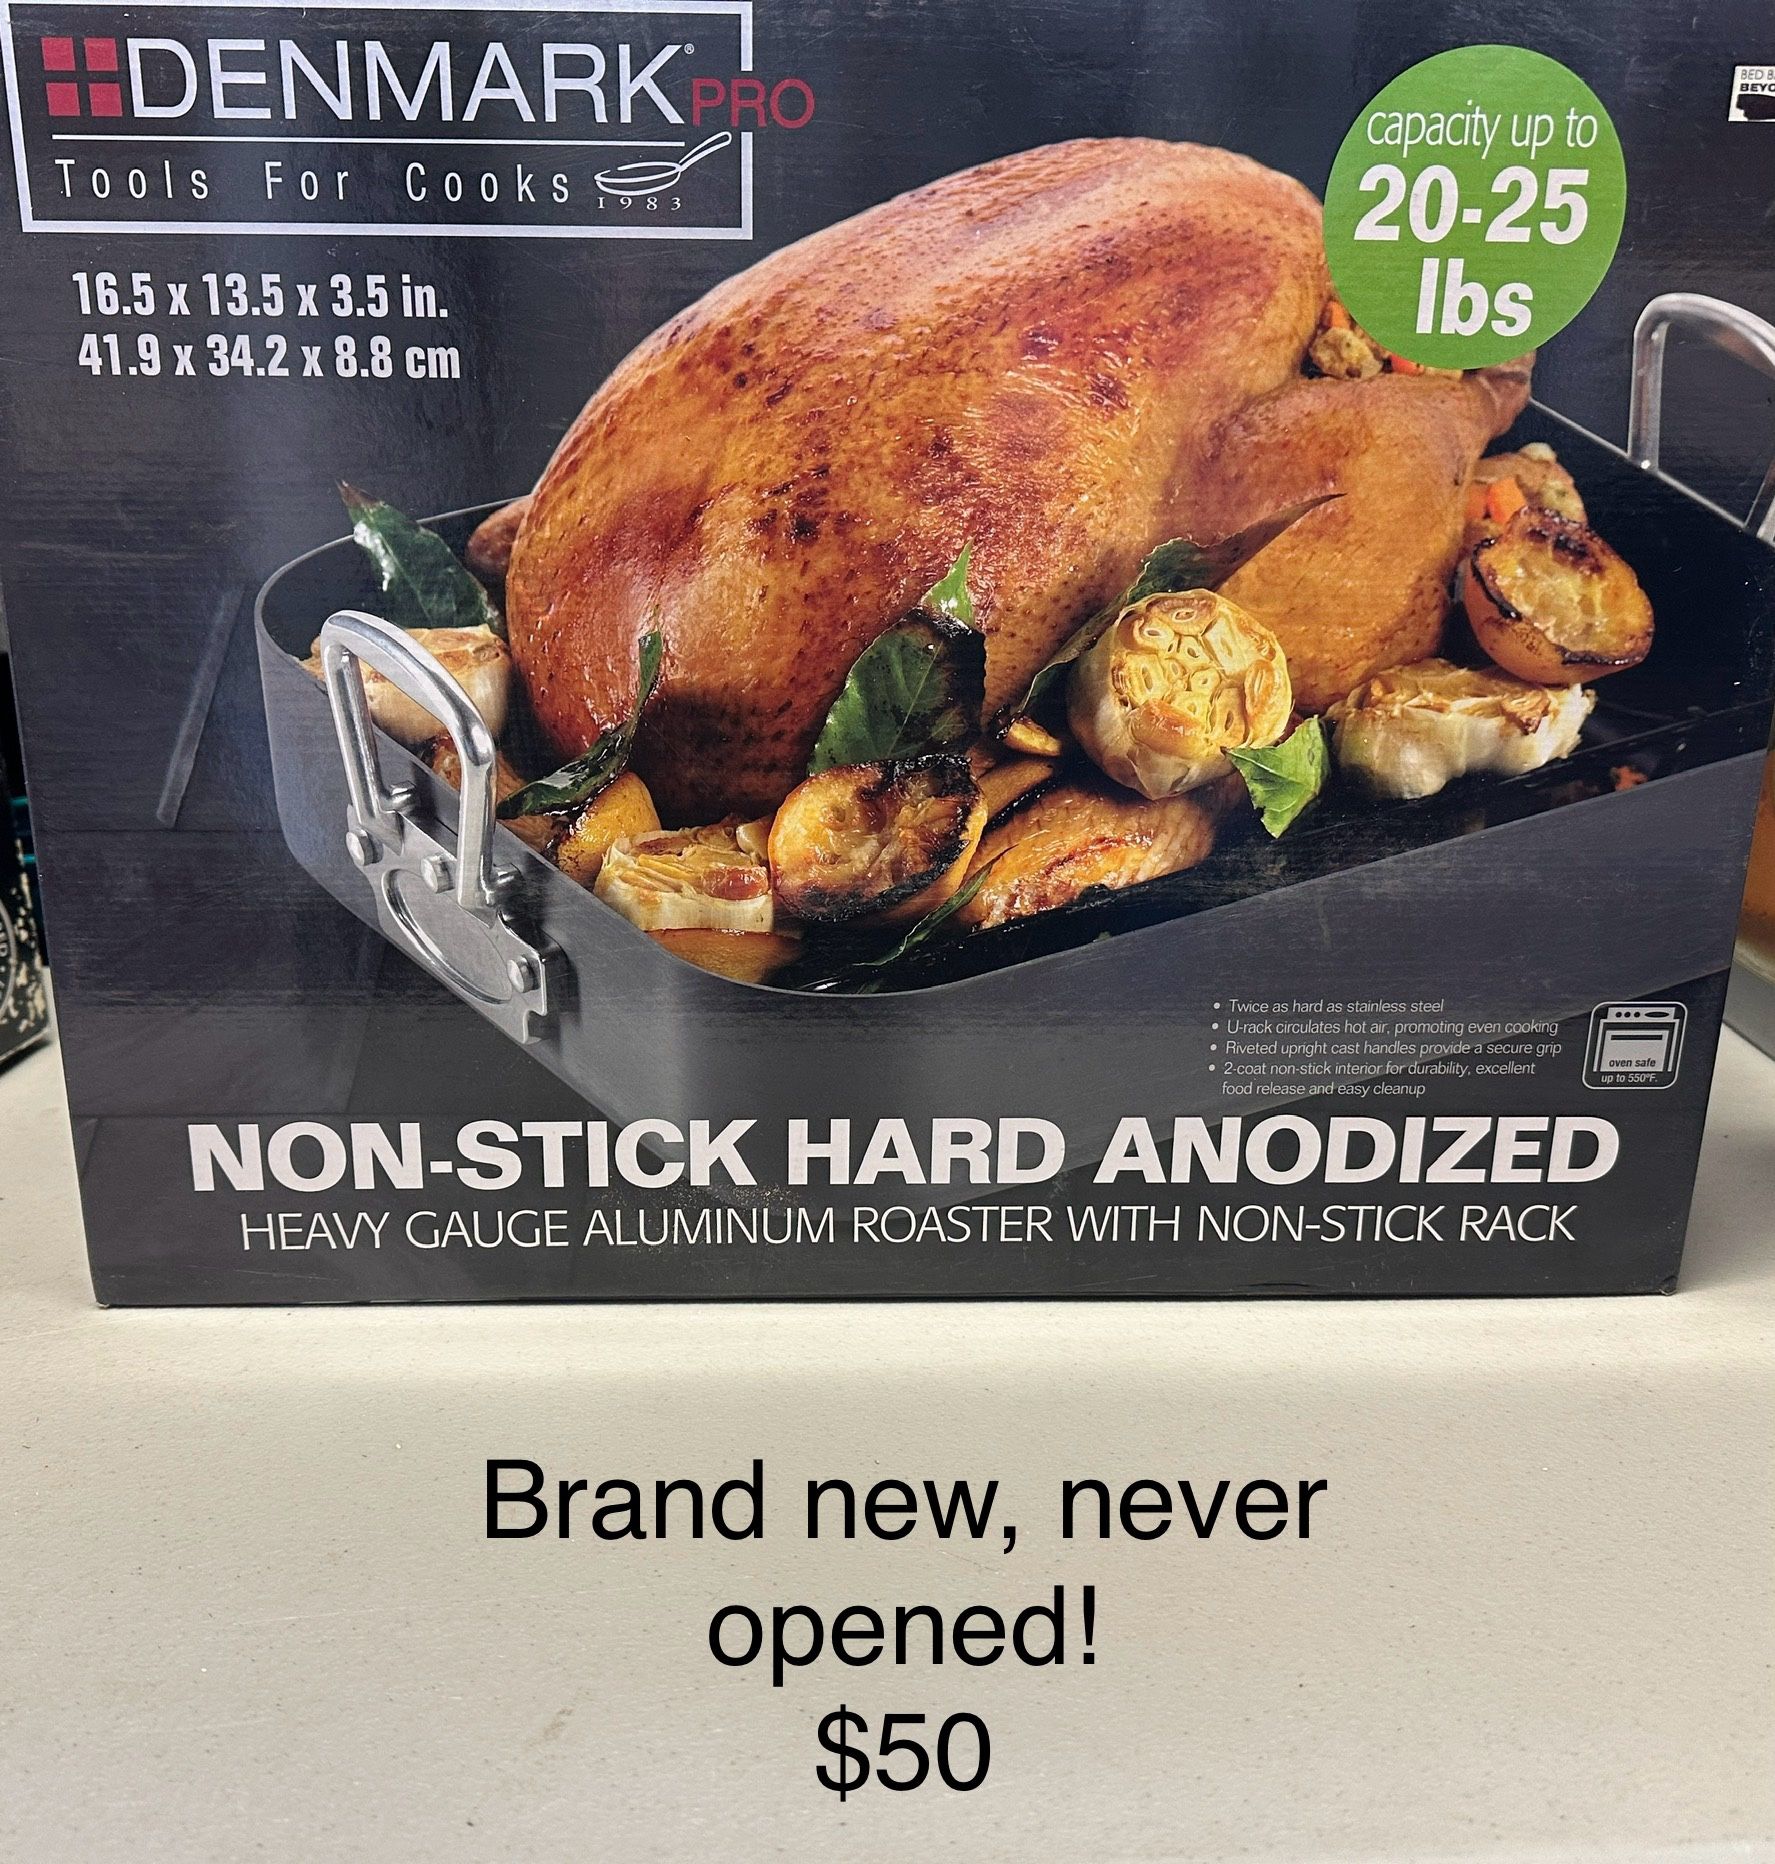 DENMARK® PRO
Tools For Cooks
1983
16.5 x 13.5 x 3.5 in.
41.9 x 34.2 x 8.8 cm
capacity up to
20-25
lbs
BED
• Twice as hard as stainless steel
• U-rack circulates hot air, promoting even cooking
• Riveted upright cast handles provide a secure grip
• 2-coat non-stick interior for durability, excellent
food release and easy cleanup
oven safe
up to 550°F.
NON-STICK HARD ANODIZED
HEAVY GAUGE ALUMINUM ROASTER WITH NON-STICK RACK
Brand new, never
opened!
$50